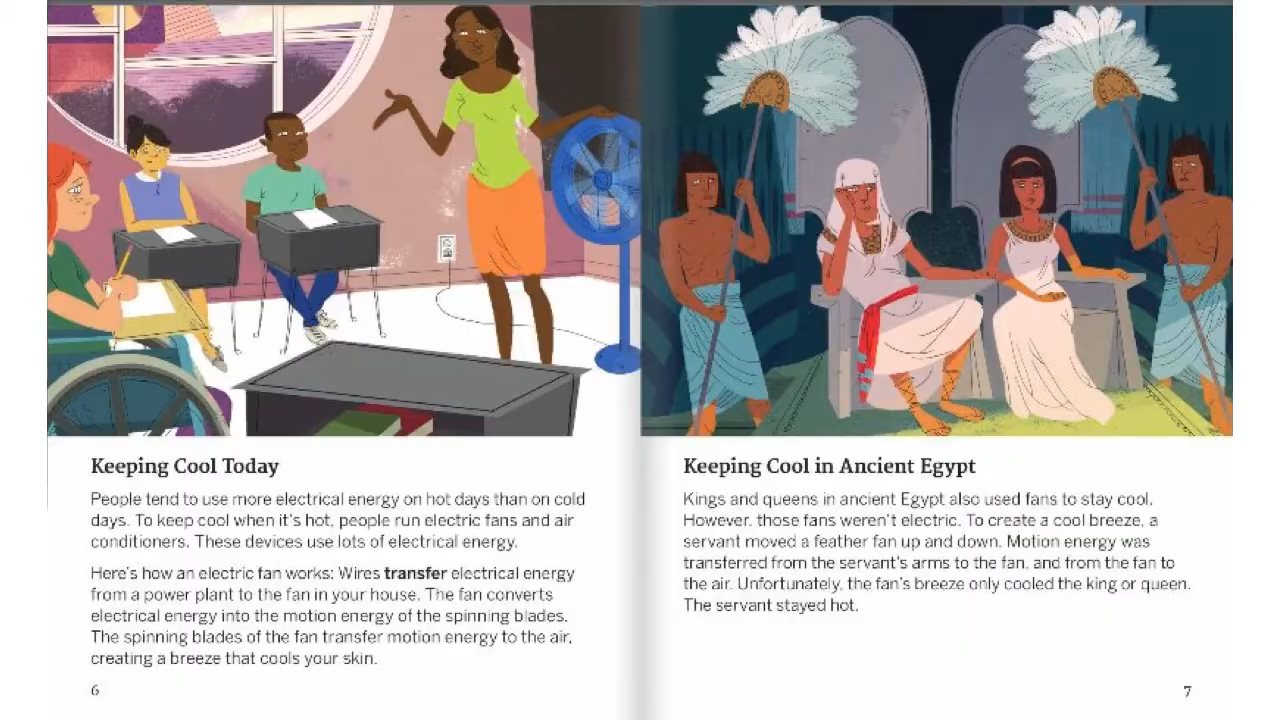 Keeping Cool Today
People tend to use more electrical energy on hot days than on cold
days. To keep cool when it's hot, people run electric fans and air
conditioners. These devices use lots of electrical energy.
Here's how an electric fan works: Wires transfer electrical energy
from a power plant to the fan in your house. The fan converts
electrical energy into the motion energy of the spinning blades.
The spinning blades of the fan transfer motion energy to the air,
creating a breeze that cools your skin.
6
Keeping Cool in Ancient Egypt
Kings and queens in ancient Egypt also used fans to stay cool.
However, those fans weren't electric. To create a cool breeze, a
servant moved a feather fan up and down. Motion energy was
transferred from the servant's arms to the fan, and from the fan to
the air. Unfortunately, the fan's breeze only cooled the king or queen.
The servant stayed hot.
7